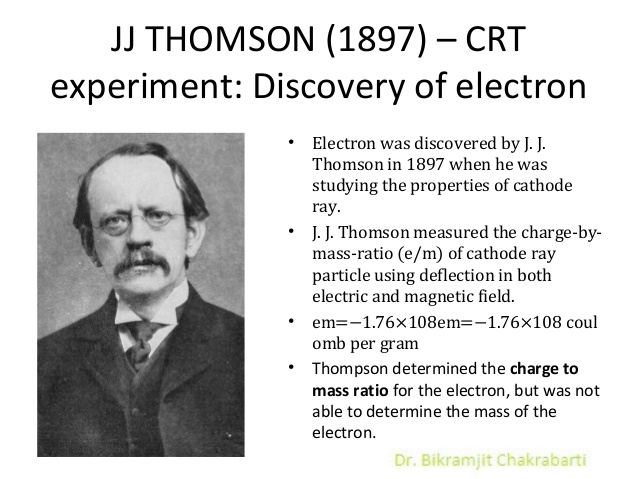 JJ THOMSON (1897) – CRT
experiment: Discovery of electron
• Electron was discovered by J. J.
Thomson in 1897 when he was
studying the properties of cathode
ray.
• J. J. Thomson measured the charge-by-
mass-ratio (e/m) of cathode ray
particle using deflection in both
electric and magnetic field.
• em=−1.76×108em=−1.76×108 coul
omb per gram
• Thompson determined the charge to
mass ratio for the electron, but was not
able to determine the mass of the
electron.
Dr. Bikramjit Chakrabarti